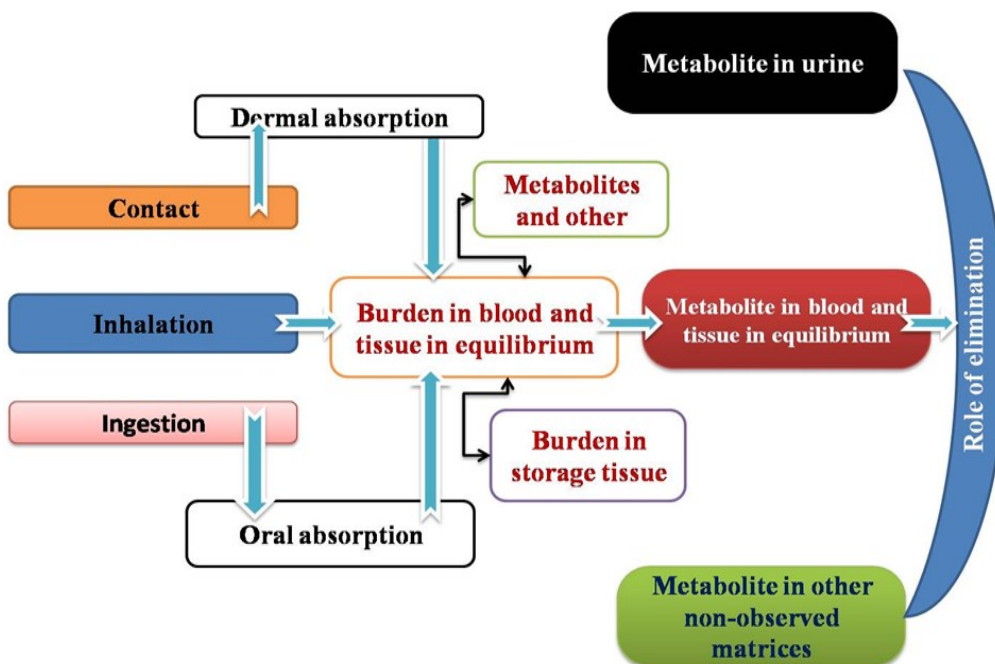 Metabolite in urine
Dermal absorption
Metabolites
and other
Contact
Inhalation
Burden in blood and
tissue in equilibrium
Metabolite in blood and
tissue in equilibrium
Role of elimination
Ingestion
Burden in
storage tissue
Oral absorption
Metabolite in other
non-observed
matrices